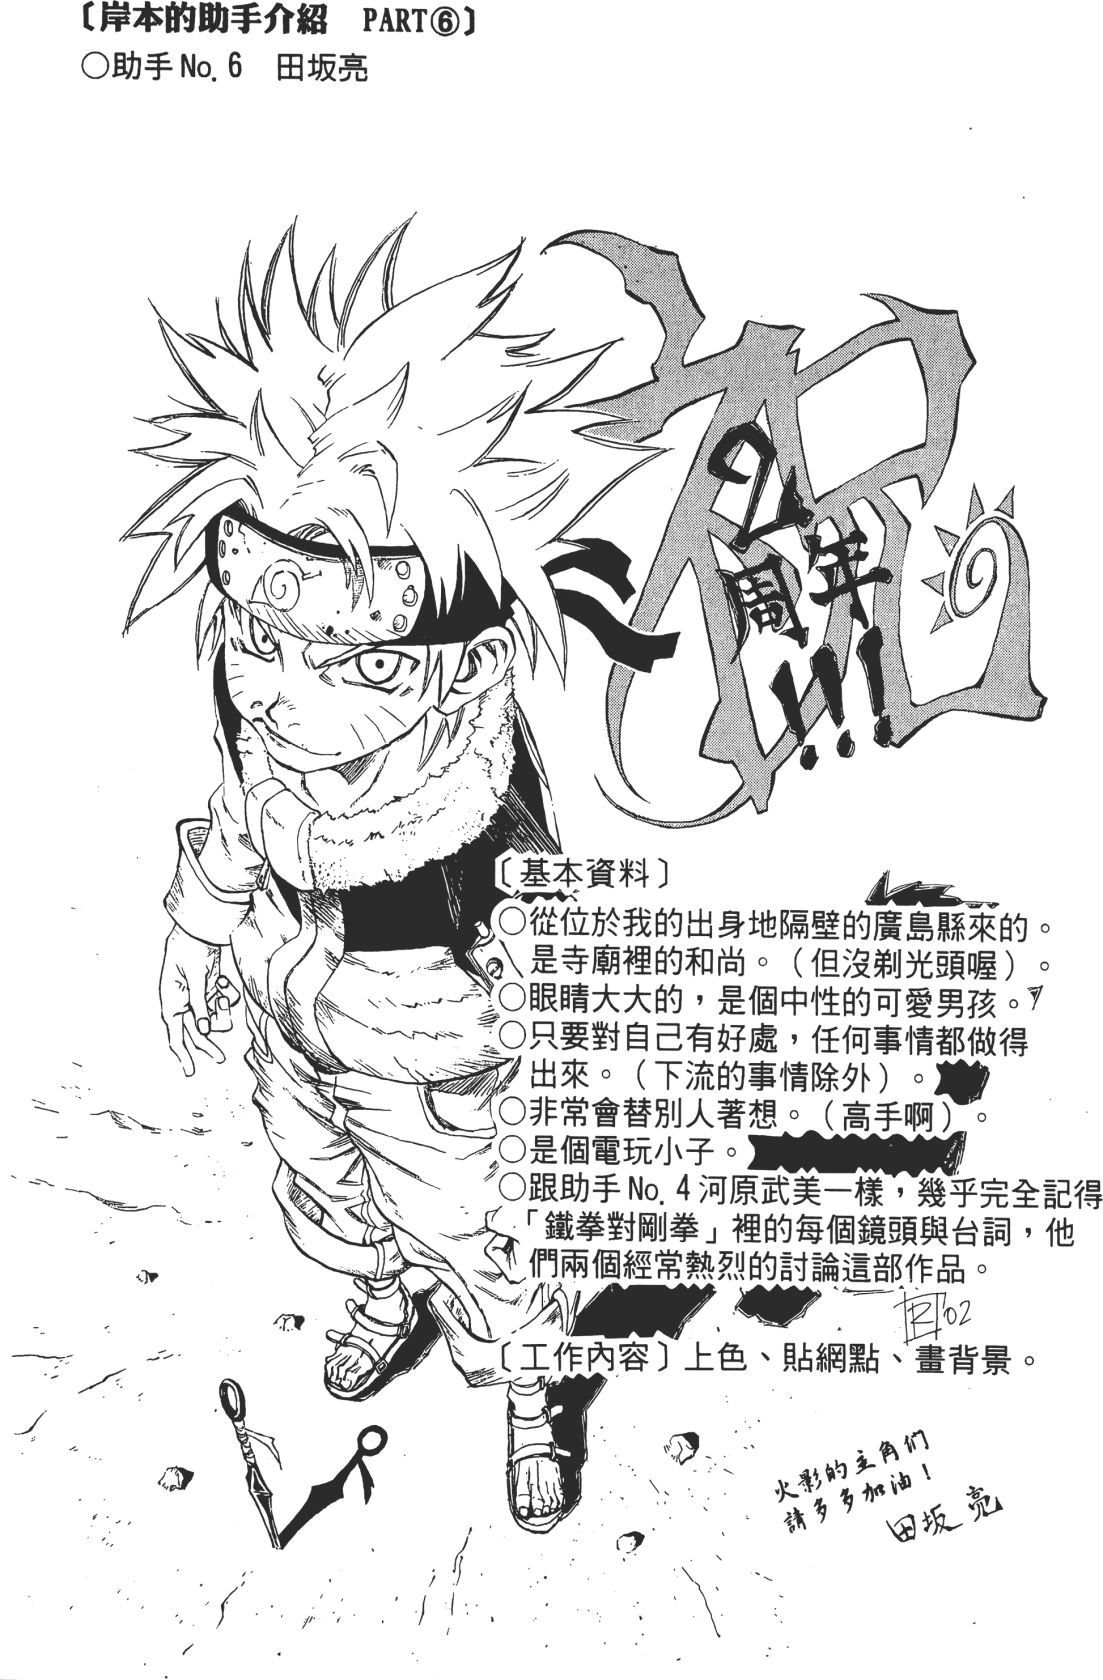 〔岸本的助手介紹　PART⑥〕
○助手No.6　田坂亮
祝
2周年!!!
〔基本資料〕
○從位於我的出身地隔壁的廣島縣來的。
是寺廟裡的和尚。（但沒剃光頭喔）。
○眼睛大大的，是個中性的可愛男孩。
○只要對自己有好處，任何事情都做得
出來。（下流的事情除外）。
○非常會替別人著想。（高手啊）。
○是個電玩小子。
○跟助手No.4河原武美一樣，幾乎完全記得
「鐵拳對剛拳」裡的每個鏡頭與台詞，他
們兩個經常熱烈的討論這部作品。
R '02
〔工作內容〕上色、貼網點、畫背景。
火影的主角们
請多多加油！
田坂 亮